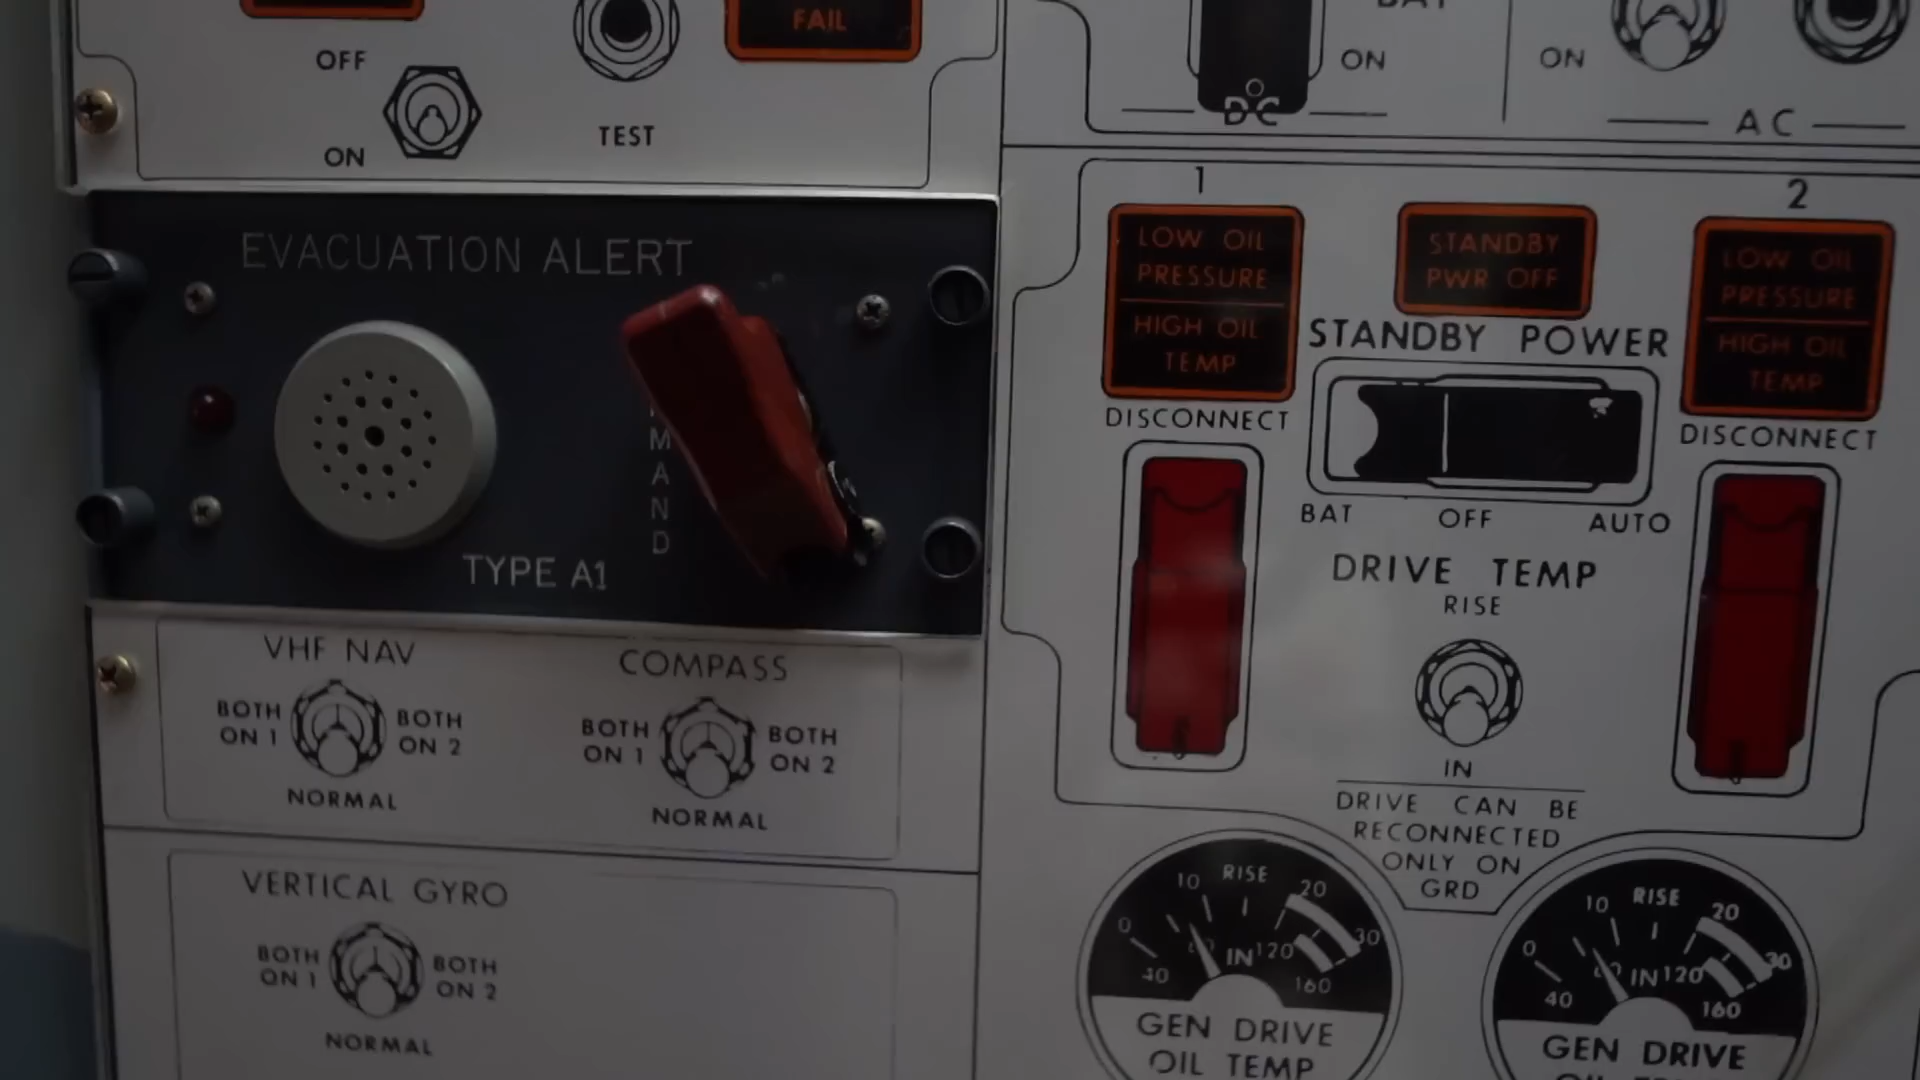 OFF
ON
TEST
FAIL
ON
ON
DC
AC
EVACUATION ALERT
MAND
TYPE A1
VHF NAV
BOTH
ON 1
BOTH
ON 2
NORMAL
COMPASS
BOTH
ON 1
BOTH
ON 2
NORMAL
VERTICAL GYRO
BOTH
ON 1
BOTH
ON 2
NORMAL
1
LOW OIL
PRESSURE
HIGH OIL
TEMP
DISCONNECT
STANDBY
PWR OFF
STANDBY POWER
BAT
OFF
AUTO
2
LOW OIL
PRESSURE
HIGH OIL
TEMP
DISCONNECT
DRIVE TEMP
RISE
IN
DRIVE CAN BE
RECONNECTED
ONLY ON
GRD
RISE
0 10 20 30
IN
40 120 160
GEN DRIVE
OIL TEMP
RISE
0 10 20 30
IN
40 120 160
GEN DRIVE